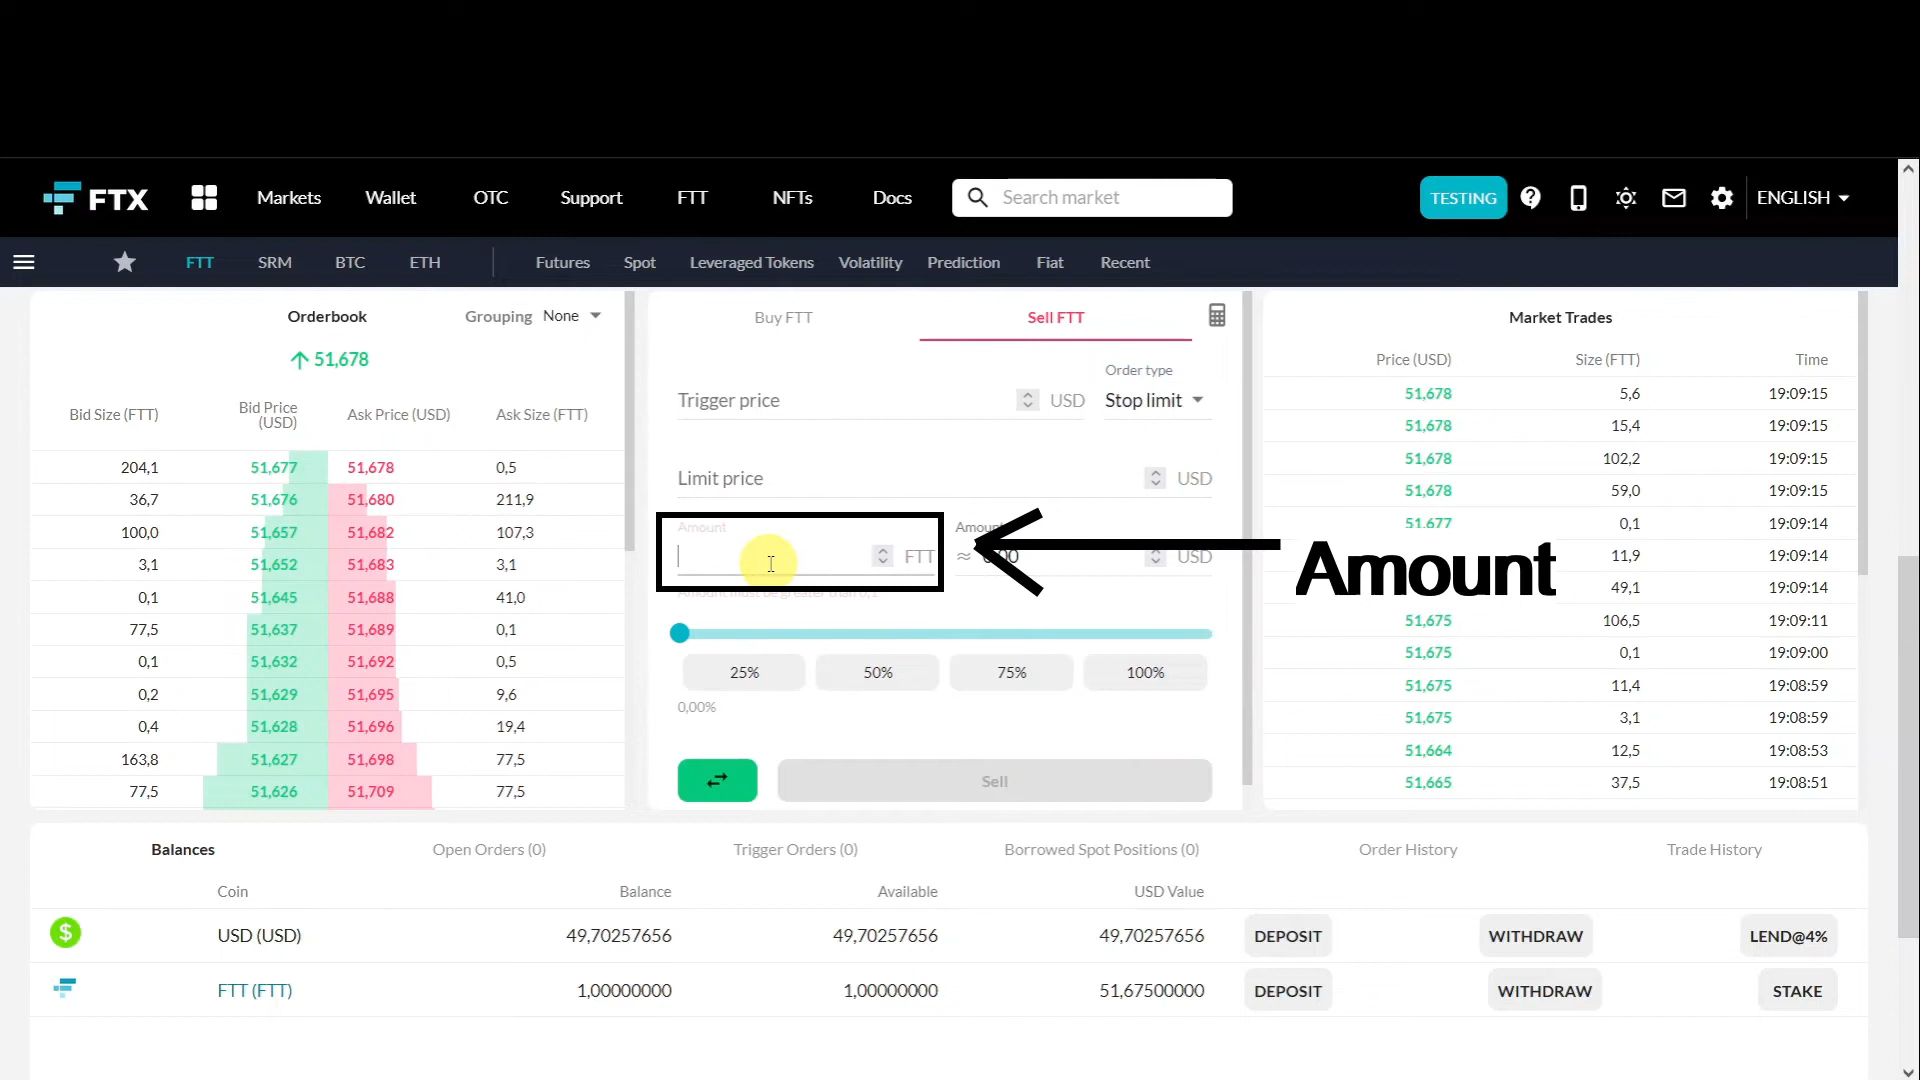 FTX Markets Wallet OTC Support FTT NFTs Docs Search market TESTING ENGLISH
FTT SRM BTC ETH Futures Spot Leveraged Tokens Volatility Prediction Fiat Recent
Orderbook Grouping None
51,678
Bid Size (FTT) Bid Price (USD) Ask Price (USD) Ask Size (FTT)
204,1 51,677 51,678 0,5
36,7 51,676 51,680 211,9
100,0 51,657 51,682 107,3
3,1 51,652 51,683 3,1
0,1 51,645 51,688 41,0
77,5 51,637 51,689 0,1
0,1 51,632 51,692 0,5
0,2 51,629 51,695 9,6
0,4 51,628 51,696 19,4
163,8 51,627 51,698 77,5
77,5 51,626 51,709 77,5
Buy FTT Sell FTT
Order type
Trigger price USD Stop limit
Limit price USD
Amount Amount
FTT ≈ 0,00 USD
Amount must be greater than 0,1
25% 50% 75% 100%
0,00%
Sell
Amount
Market Trades
Price (USD) Size (FTT) Time
51,678 5,6 19:09:15
51,678 15,4 19:09:15
51,678 102,2 19:09:15
51,678 59,0 19:09:15
51,677 0,1 19:09:14
11,9 19:09:14
49,1 19:09:14
51,675 106,5 19:09:11
51,675 0,1 19:09:00
51,675 11,4 19:08:59
51,675 3,1 19:08:59
51,664 12,5 19:08:53
51,665 37,5 19:08:51
Balances Open Orders (0) Trigger Orders (0) Borrowed Spot Positions (0) Order History Trade History
Coin Balance Available USD Value
USD (USD) 49,70257656 49,70257656 49,70257656 DEPOSIT WITHDRAW LEND@4%
FTT (FTT) 1,00000000 1,00000000 51,67500000 DEPOSIT WITHDRAW STAKE